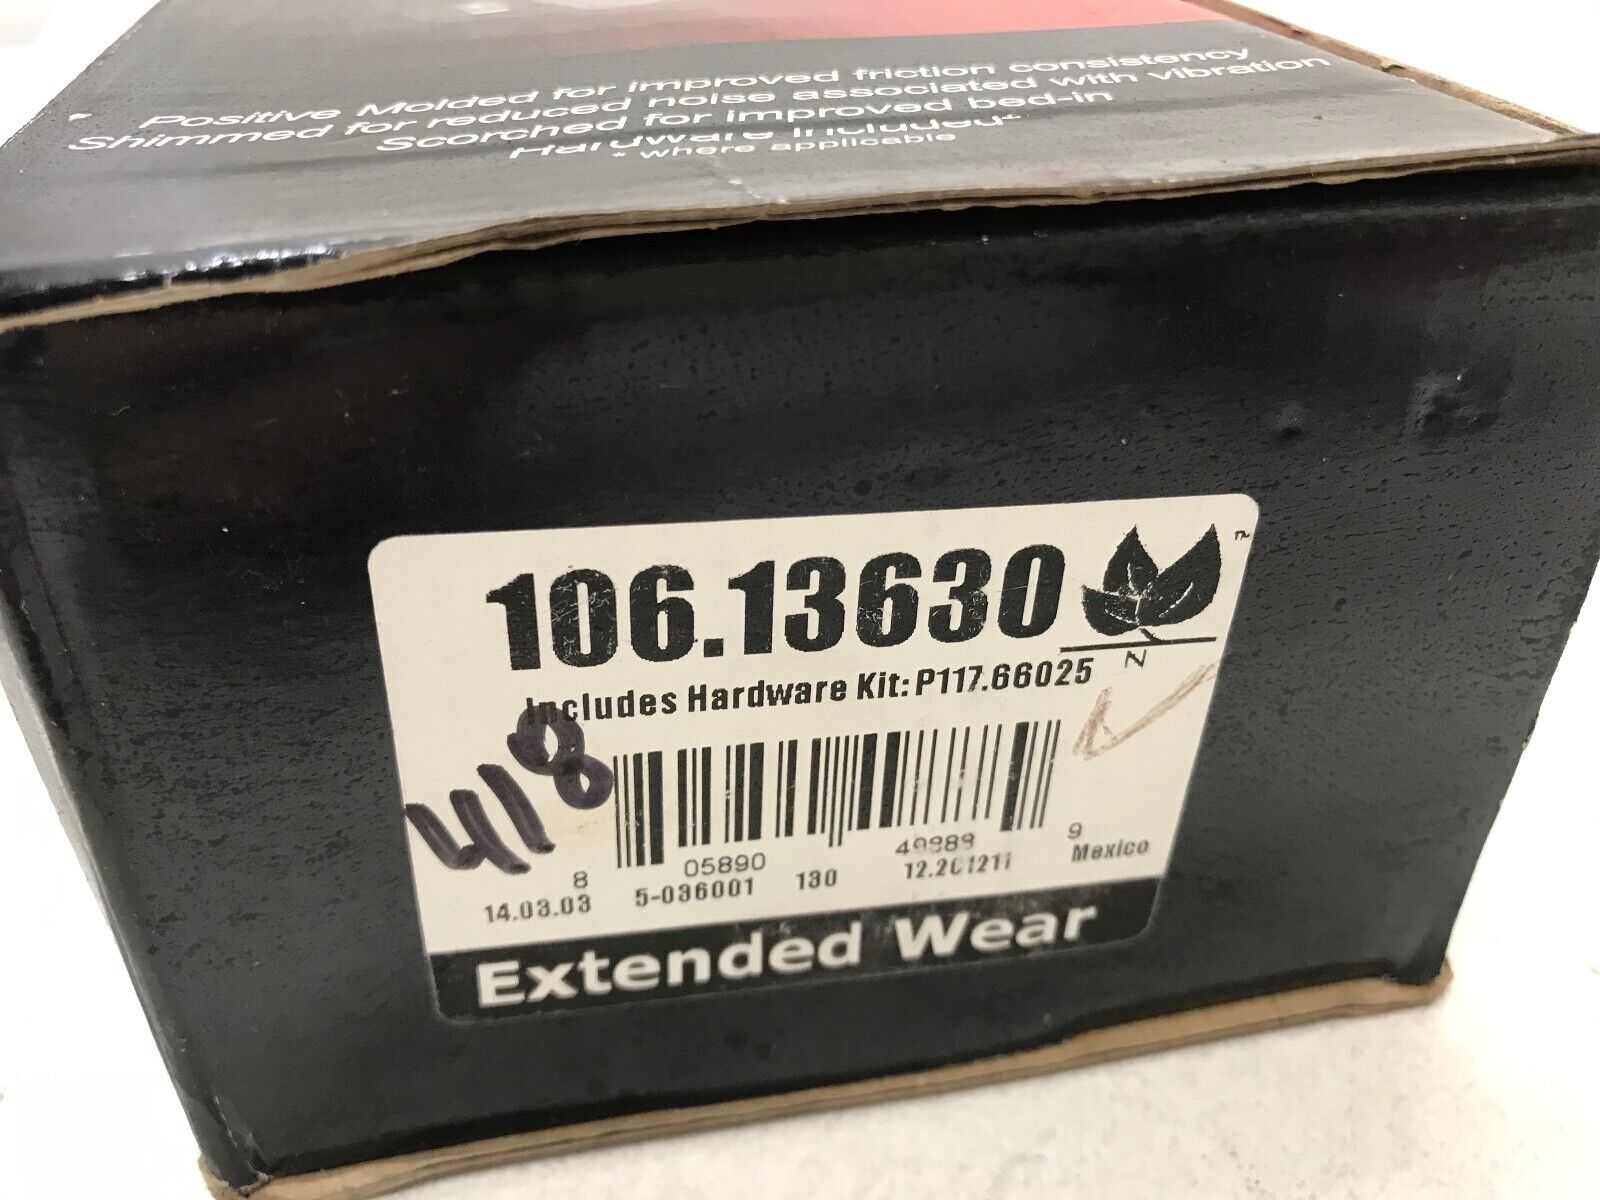 Positive Molded for improved friction consistency
Shimmed for reduced noise associated with vibration
Scorched for improved bed-in
Hardware Included*
* where applicable
106.13630
TM
N
Includes Hardware Kit: P117.66025
418
8 05890 9
14.03.03 5-036001 130 Mexico
Extended Wear